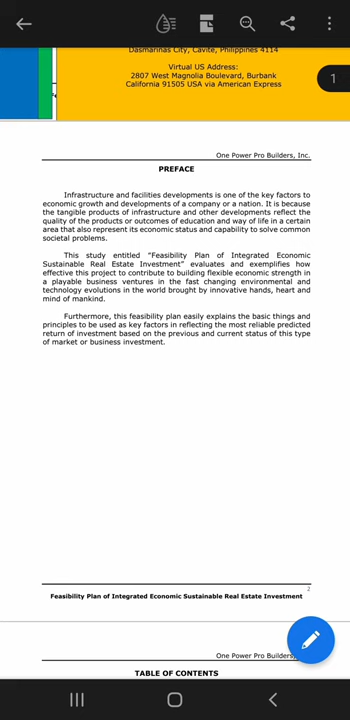 Dasmariñas City, Cavite, Philippines 4114
Virtual US Address:
2807 West Magnolia Boulevard, Burbank
California 91505 USA via American Express
1
One Power Pro Builders, Inc.
PREFACE
Infrastructure and facilities developments is one of the key factors to
economic growth and developments of a company or a nation. It is because
the tangible products of infrastructure and other developments reflect the
quality of the products or outcomes of education and way of life in a certain
area that also represent its economic status and capability to solve common
societal problems.
This study entitled "Feasibility Plan of Integrated Economic
Sustainable Real Estate Investment" evaluates and exemplifies how
effective this project to contribute to building flexible economic strength in
a playable business ventures in the fast changing environmental and
technology evolutions in the world brought by innovative hands, heart and
mind of mankind.
Furthermore, this feasibility plan easily explains the basic things and
principles to be used as key factors in reflecting the most reliable predicted
return of investment based on the previous and current status of this type
of market or business investment.
2
Feasibility Plan of Integrated Economic Sustainable Real Estate Investment
One Power Pro Builders,
TABLE OF CONTENTS